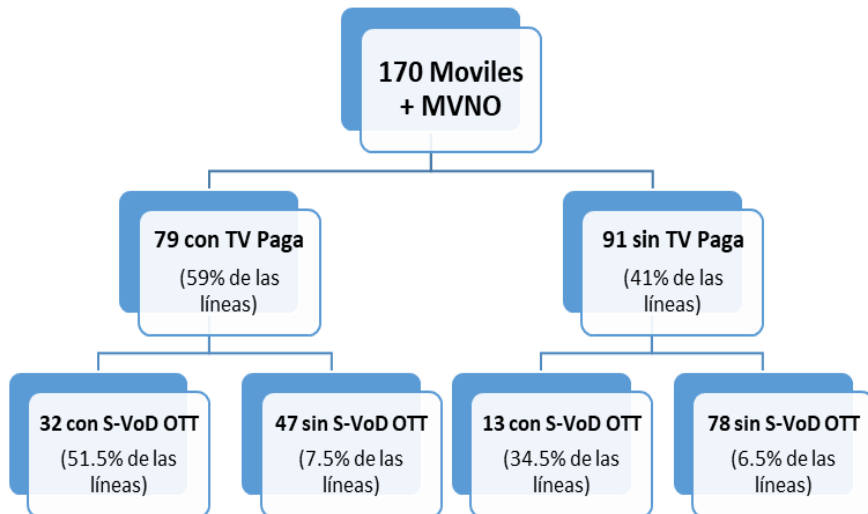 170 Moviles
+ MVNO
79 con TV Paga
(59% de las
líneas)
91 sin TV Paga
(41% de las
líneas)
32 con S-VoD OTT
(51.5% de las
líneas)
47 sin S-VoD OTT
(7.5% de las
líneas)
13 con S-VoD OTT
(34.5% de las
líneas)
78 sin S-VoD OTT
(6.5% de las
líneas)